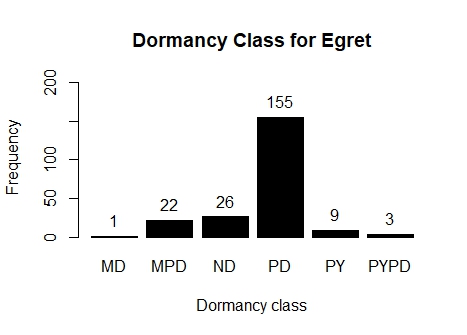 Dormancy Class for Egret
Frequency
200
100
50
0
155
1
22
26
9
3
MD MPD ND PD PY PYPD
Dormancy class